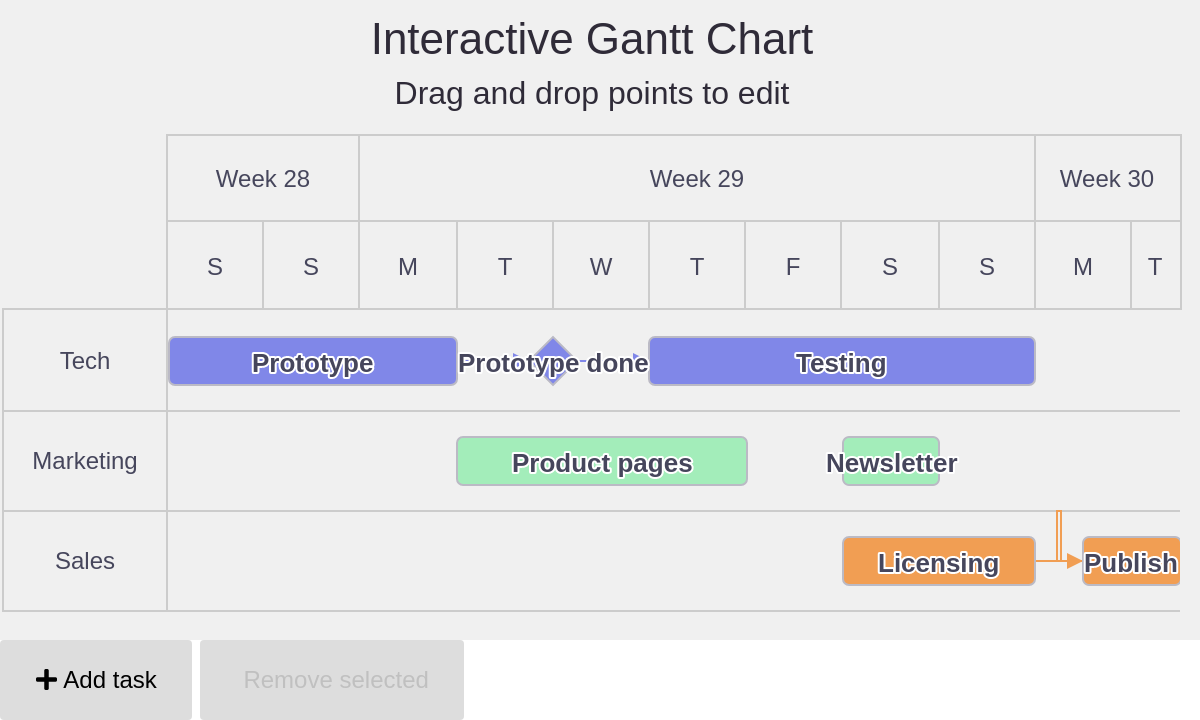 Interactive Gantt Chart
Drag and drop points to edit
Week 28 Week 29 Week 30
S S M T W T F S S M T
Tech Prototype Prototype done Testing
Marketing Product pages Newsletter
Sales Licensing Publish
Add task Remove selected